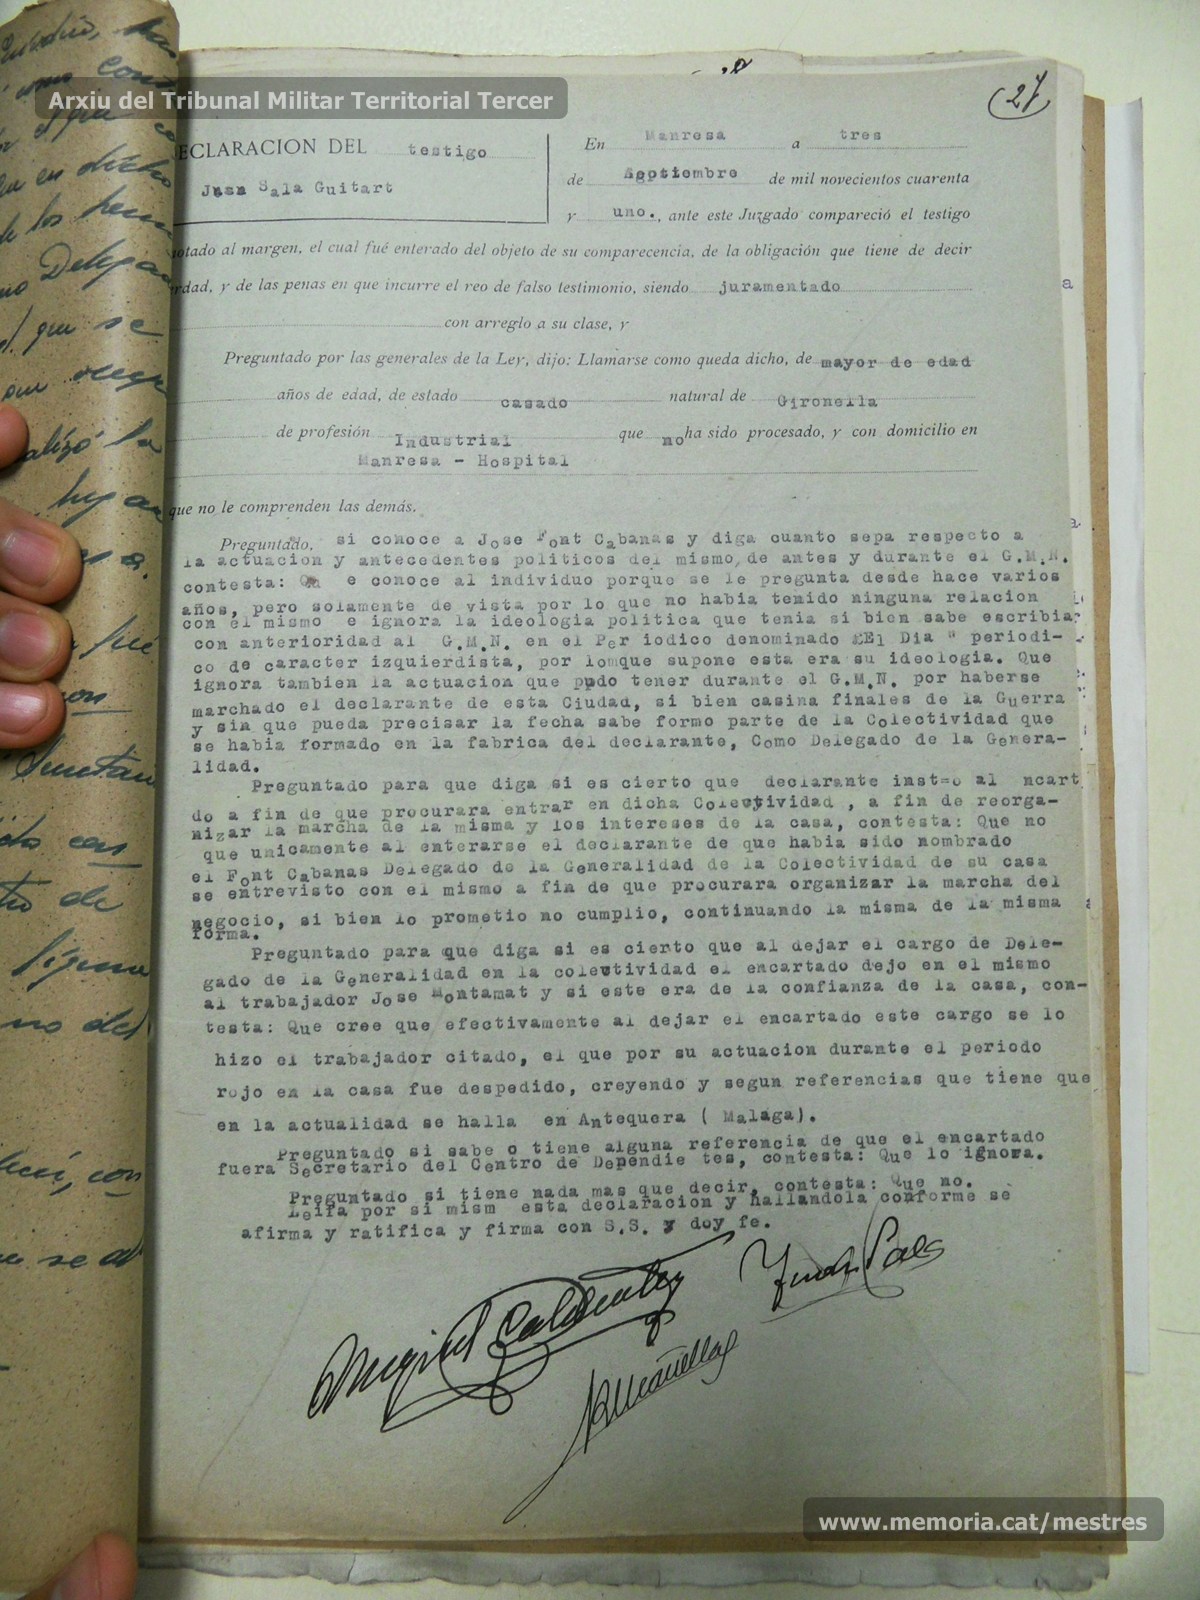 Arxiu del Tribunal Militar Territorial Tercer
27
ECLARACION DEL testigo
Juan Sala Guitart
En Manresa a tres
de Septiembre de mil novecientos cuarenta
y uno., ante este Juzgado compareció el testigo
notado al margen, el cual fué enterado del objeto de su comparecencia, de la obligación que tiene de decir
rdad, y de las penas en que incurre el reo de falso testimonio, siendo juramentado
con arreglo a su clase, y
Preguntado por las generales de la Ley, dijo: Llamarse como queda dicho, de mayor de edad
años de edad, de estado casado natural de Gironella
de profesión Industrial que no ha sido procesado, y con domicilio en
Manresa - Hospital
que no le comprenden las demás.
Preguntado, si conoce a Jose Font Cabanas y diga cuanto sepa respecto a
la actuacion y antecedentes politicos del mismo, de antes y durante el G.M.N.
contesta: Q e conoce al individuo porque se le pregunta desde hace varios
años, pero solamente de vista por lo que no habia tenido ninguna relacion
con el mismo e ignora la ideologia politica que tenia si bien sabe escribia
con anterioridad al G.M.N. en el Per iodico denominado El Dia " periodi-
co de caracter izquierdista, por lomque supone esta era su ideologia. Que
ignora tambien la actuacion que pudo tener durante el G.M.N. por haberse
marchado el declarante de esta Ciudad, si bien casina finales de la Guerra
y sin que pueda precisar la fecha sabe formo parte de la Colectividad que
se habia formado en la fabrica del declarante, Como Delegado de la Genera-
lidad.
Preguntado para que diga si es cierto que declarante inst=o al ncart
do a fin de que procurara entrar en dicha Colectividad , a fin de reorga-
nizar la marcha de la misma y los intereses de la casa, contesta: Que no
que unicamente al enterarse el declarante de que habia sido nombrado
el Font Cabanas Delegado de la Generalidad de la Colectividad de su casa
se entrevisto con el mismo a fin de que procurara organizar la marcha del
negocio, si bien lo prometio no cumplio, continuando la misma de la misma
forma.
Preguntado para que diga si es cierto que al dejar el cargo de Dele-
gado de la Generalidad en la colectividad el encartado dejo en el mismo
al trabajador Jose Montamat y si este era de la confianza de la casa, con-
testa: Que cree que efectivamente al dejar el encartado este cargo se lo
hizo el trabajador citado, el que por su actuacion durante el periodo
rojo en la casa fue despedido, creyendo y segun referencias que tiene que
en la actualidad se halla en Antequera ( Malaga).
Preguntado si sabe o tiene alguna referencia de que el encartado
fuera Secretario del Centro de Dependie tes, contesta: Que lo ignora.
Preguntado si tiene nada mas que decir, contesta: Que no.
Leifa por si mism esta declaracion y hallandola conforme se
afirma y ratifica y firma con S.S. y doy fe.
www.memoria.cat/mestres